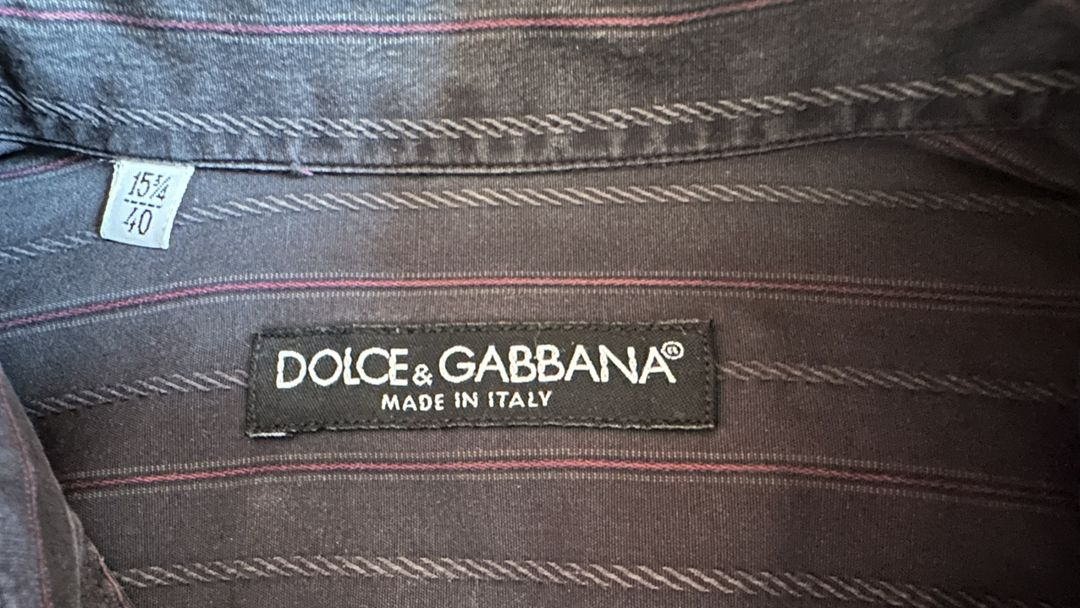 15¾
40
DOLCE & GABBANA®
MADE IN ITALY